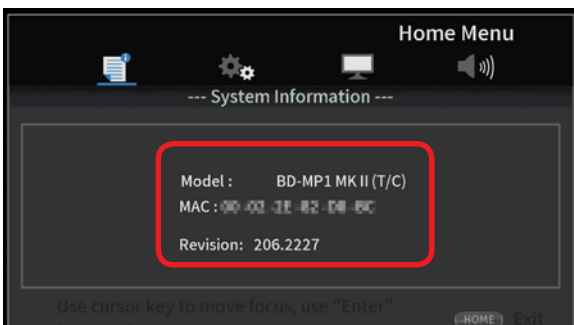 Home Menu
--- System Information ---
Model : BD-MP1 MK II (T/C)
MAC :
Revision: 206.2227
Use cursor key to move focus, use "Enter"
HOME Exit